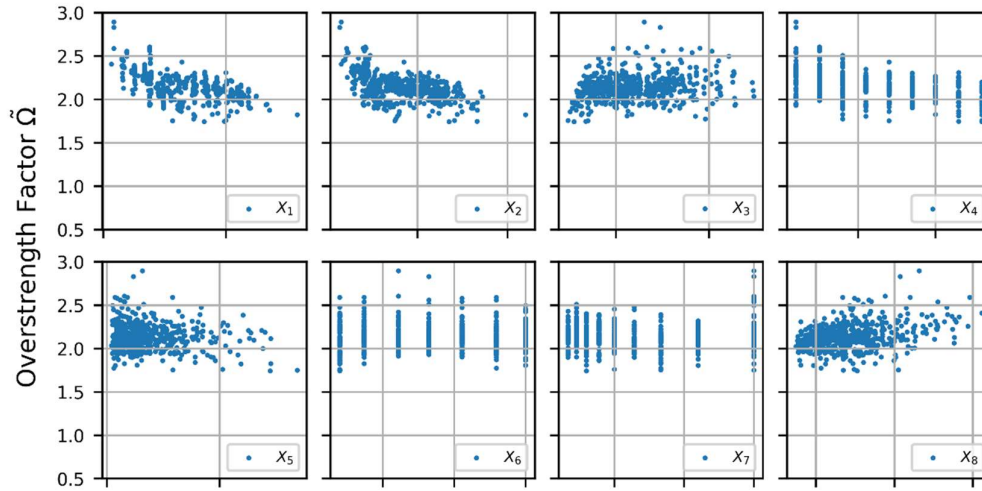 Overstrength Factor Ω̃
3.0
2.5
2.0
1.5
1.0
0.5
X₁
X₂
X₃
X₄
3.0
2.5
2.0
1.5
1.0
0.5
X₅
X₆
X₇
X₈